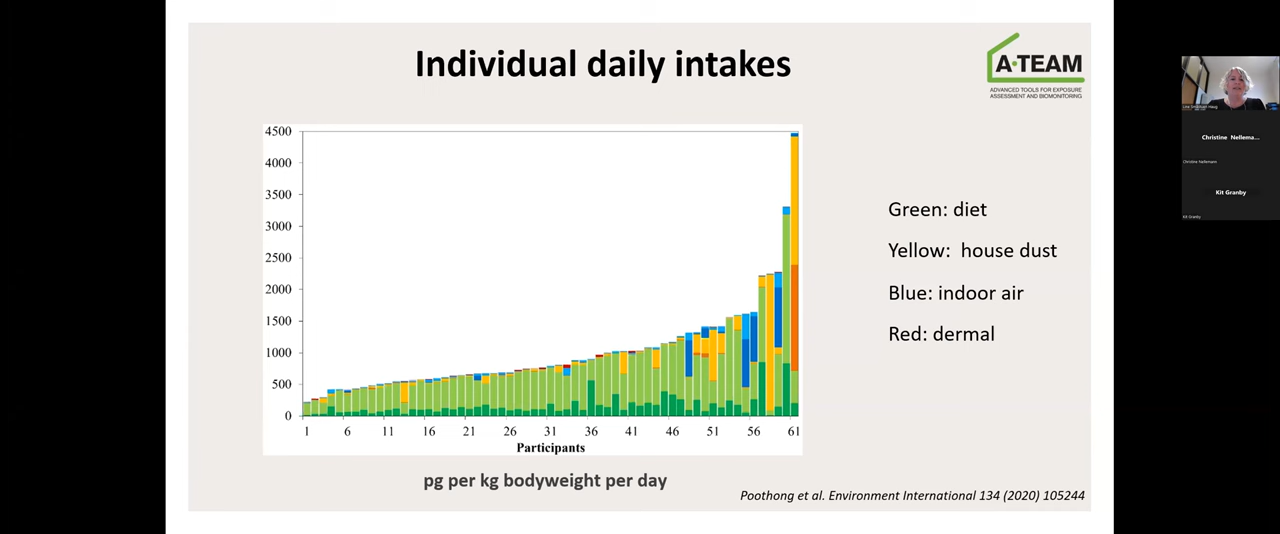 Individual daily intakes
A·TEAM
ADVANCED TOOLS FOR EXPOSURE
ASSESSMENT AND BIOMONITORING
4500
4000
3500
3000
2500
2000
1500
1000
500
0
1 6 11 16 21 26 31 36 41 46 51 56 61
Participants
pg per kg bodyweight per day
Green: diet
Yellow: house dust
Blue: indoor air
Red: dermal
Poothong et al. Environment International 134 (2020) 105244
Christine Nellema...
Christine Nellemann
Kit Granby
Kit Granby